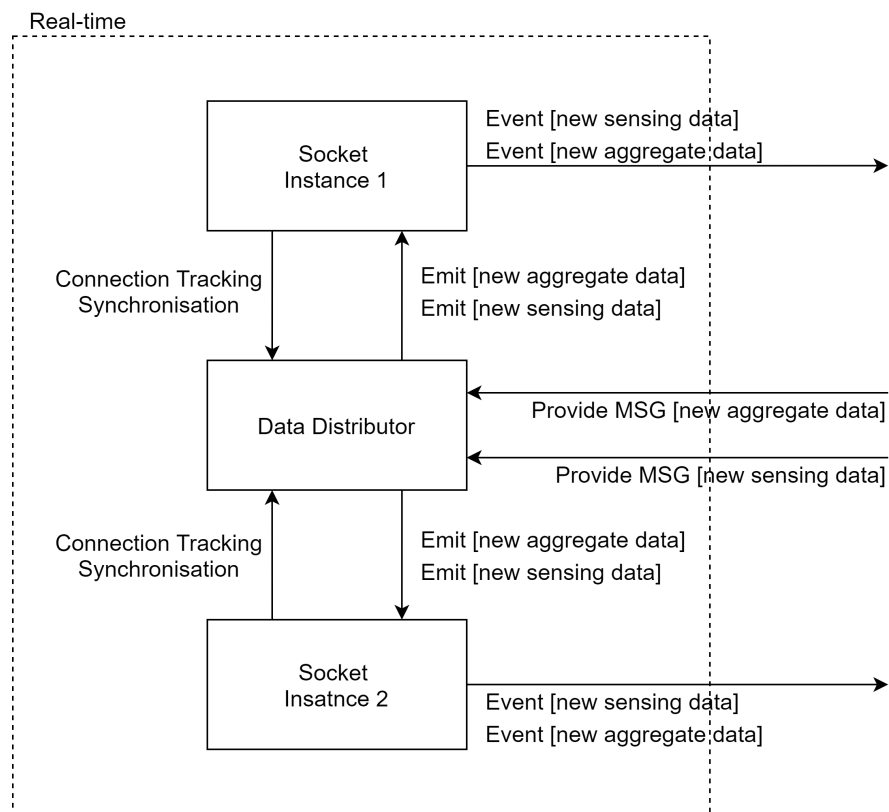 Real-time
Socket
Instance 1
Event [new sensing data]
Event [new aggregate data]
Connection Tracking
Synchronisation
Emit [new aggregate data]
Emit [new sensing data]
Data Distributor
Provide MSG [new aggregate data]
Provide MSG [new sensing data]
Connection Tracking
Synchronisation
Emit [new aggregate data]
Emit [new sensing data]
Socket
Insatnce 2
Event [new sensing data]
Event [new aggregate data]